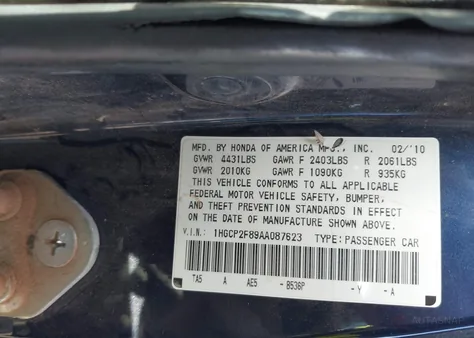 MFD. BY HONDA OF AMERICA MFG., INC. 02/'10
GVWR 4431LBS GAWR F 2403LBS R 2061LBS
GVWR 2010KG GAWR F 1090KG R 935KG
THIS VEHICLE CONFORMS TO ALL APPLICABLE
FEDERAL MOTOR VEHICLE SAFETY, BUMPER,
AND THEFT PREVENTION STANDARDS IN EFFECT
ON THE DATE OF MANUFACTURE SHOWN ABOVE.
V.I.N.: 1HGCP2F89AA087623 TYPE: PASSENGER CAR
TA5 A AE5 - B536P - Y - A